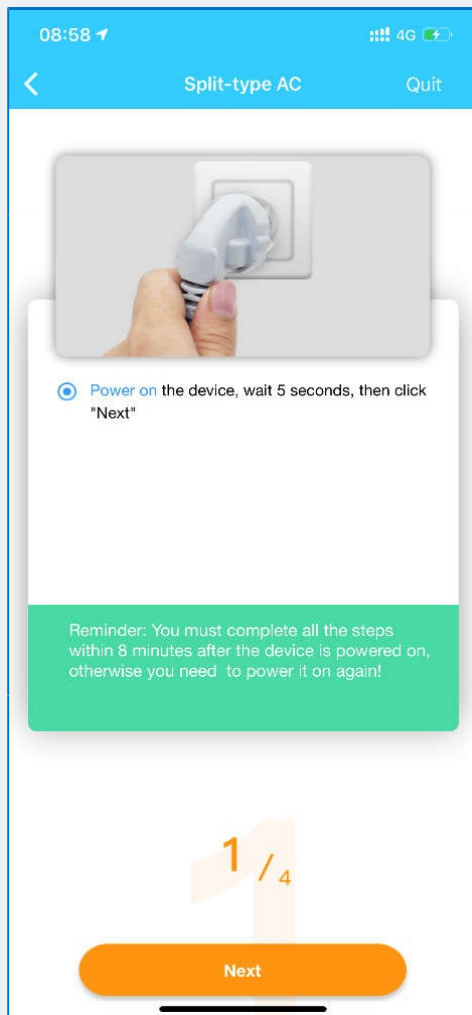 08:58 4G
Split-type AC Quit
Power on the device, wait 5 seconds, then click
"Next"
Reminder: You must complete all the steps
within 8 minutes after the device is powered on,
otherwise you need  to power it on again!
1 / 4
Next